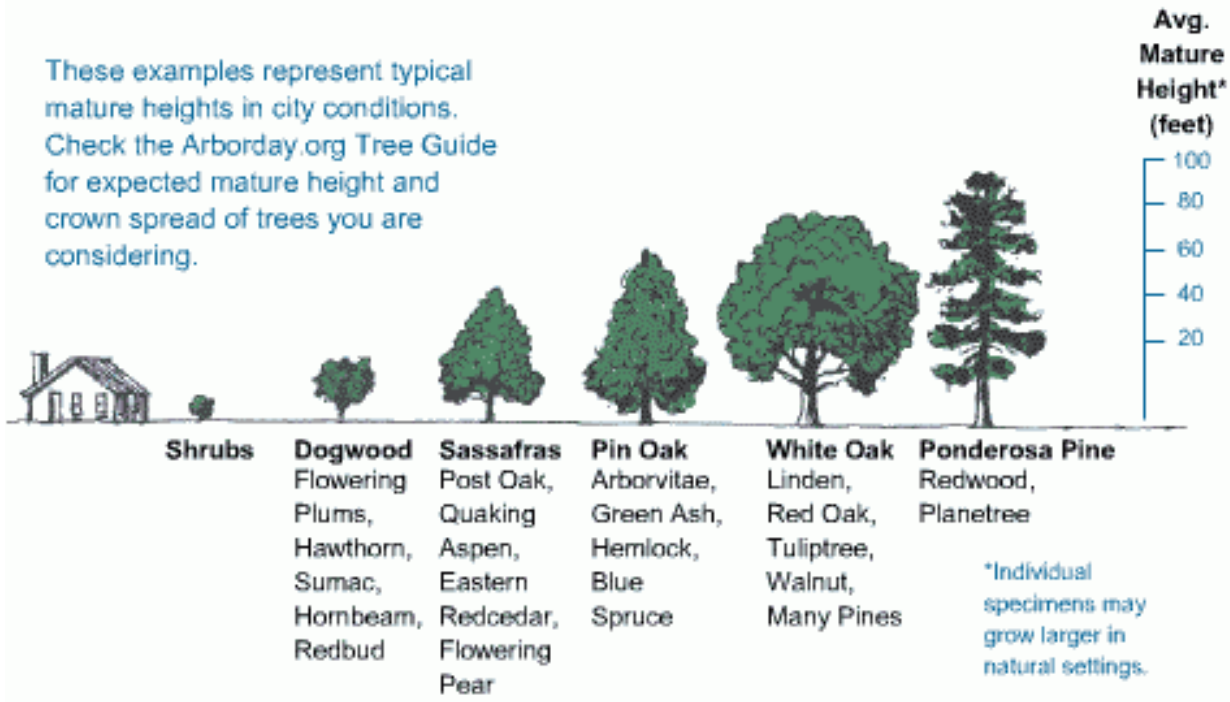 These examples represent typical
mature heights in city conditions.
Check the Arborday.org Tree Guide
for expected mature height and
crown spread of trees you are
considering.
Avg.
Mature
Height*
(feet)
100
80
60
40
20
Shrubs
Dogwood
Flowering
Plums,
Hawthorn,
Sumac,
Hornbeam,
Redbud
Sassafras
Post Oak,
Quaking
Aspen,
Eastern
Redcedar,
Flowering
Pear
Pin Oak
Arborvitae,
Green Ash,
Hemlock,
Blue
Spruce
White Oak
Linden,
Red Oak,
Tuliptree,
Walnut,
Many Pines
Ponderosa Pine
Redwood,
Planetree
*Individual
specimens may
grow larger in
natural settings.